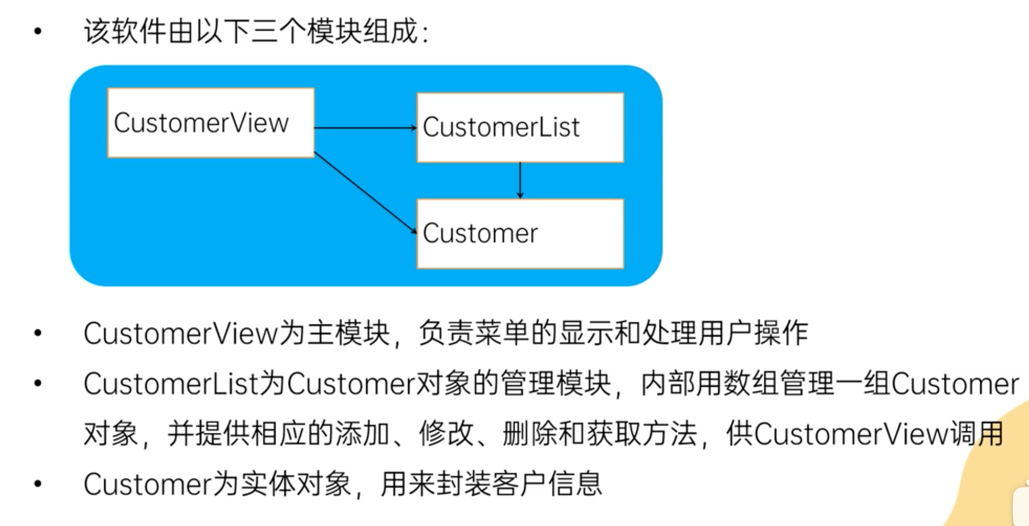 • 该软件由以下三个模块组成：
CustomerView
CustomerList
Customer
• CustomerView为主模块，负责菜单的显示和处理用户操作
• CustomerList为Customer对象的管理模块，内部用数组管理一组Customer
对象，并提供相应的添加、修改、删除和获取方法，供CustomerView调用
• Customer为实体对象，用来封装客户信息